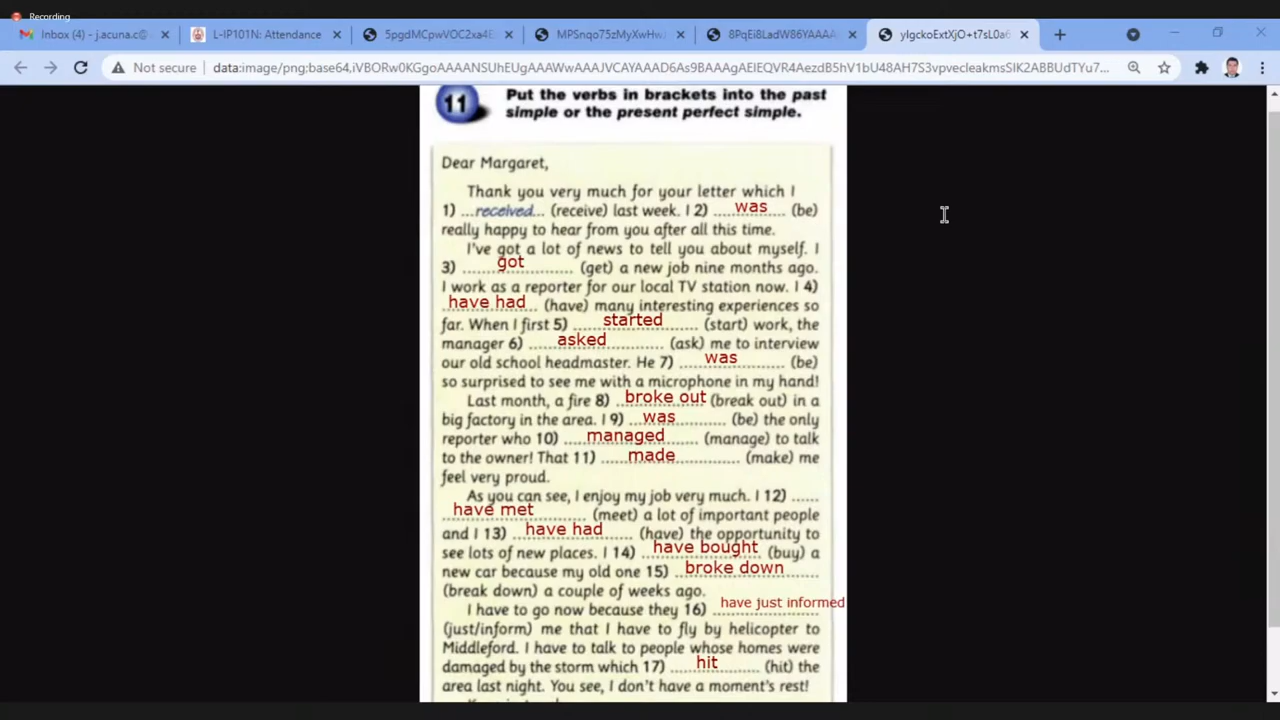 Recording
Inbox (4) - j.acuna.c@
L-IP101N: Attendance
5pgdMCpwVOC2xa4E
MPSnqo75zMyXwHw
8PqEi8LadW86YAAAA
ylgckoExtXjO+t7sL0a6
Not secure
data:image/png;base64,iVBORw0KGgoAAAANSUhEUgAAAWwAAAJVCAYAAAD6As9BAAAgAEIEQVR4AezdB5hV1bU48AH7S3vpvecleakmsSIK2ABBUdTYu7...
11 Put the verbs in brackets into the past
simple or the present perfect simple.
Dear Margaret,
Thank you very much for your letter which I
1) ...received... (receive) last week. I 2) was (be)
really happy to hear from you after all this time.
I've got a lot of news to tell you about myself. I
3) got (get) a new job nine months ago.
I work as a reporter for our local TV station now. I 4)
have had (have) many interesting experiences so
far. When I first 5) started (start) work, the
manager 6) asked (ask) me to interview
our old school headmaster. He 7) was (be)
so surprised to see me with a microphone in my hand!
Last month, a fire 8) broke out (break out) in a
big factory in the area. I 9) was (be) the only
reporter who 10) managed (manage) to talk
to the owner! That 11) made (make) me
feel very proud.
As you can see, I enjoy my job very much. I 12) ......
have met (meet) a lot of important people
and I 13) have had (have) the opportunity to
see lots of new places. I 14) have bought (buy) a
new car because my old one 15) broke down
(break down) a couple of weeks ago.
I have to go now because they 16) have just informed
(just/inform) me that I have to fly by helicopter to
Middleford. I have to talk to people whose homes were
damaged by the storm which 17) hit (hit) the
area last night. You see, I don't have a moment's rest!